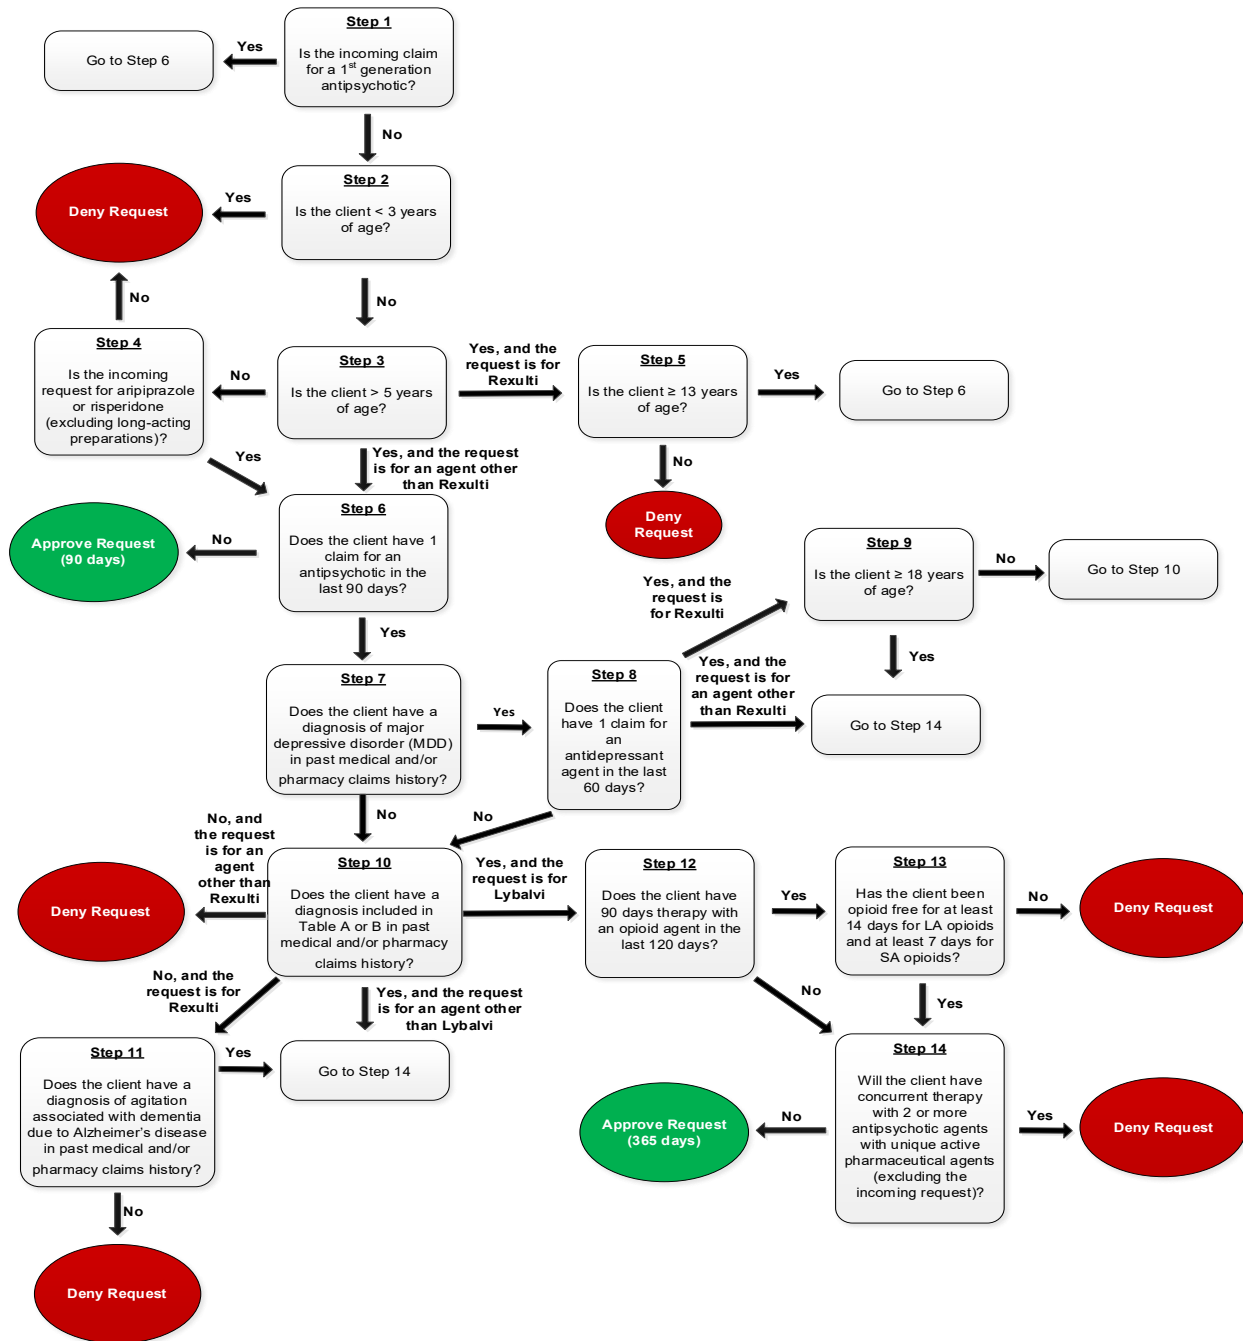 Step 1
Is the incoming claim
for a 1st generation
antipsychotic?
Yes
Go to Step 6
No
Step 2
Is the client < 3 years
of age?
Yes
Deny Request
No
No
Step 3
Is the client > 5 years
of age?
No
Step 4
Is the incoming
request for aripiprazole
or risperidone
(excluding long-acting
preparations)?
Yes, and the
request is for
Rexulti
Step 5
Is the client ≥ 13 years
of age?
Yes
Go to Step 6
No
Deny
Request
Yes
Yes, and the request
is for an agent other
than Rexulti
Step 6
Does the client have 1
claim for an
antipsychotic in the
last 90 days?
No
Approve Request
(90 days)
Yes
Step 7
Does the client have a
diagnosis of major
depressive disorder (MDD)
in past medical and/or
pharmacy claims history?
Yes
Step 8
Does the client
have 1 claim for
an
antidepressant
agent in the last
60 days?
Yes, and the
request is
for Rexulti
Step 9
Is the client ≥ 18 years
of age?
No
Go to Step 10
Yes
Yes, and the
request is for
an agent other
than Rexulti
Go to Step 14
No
No
Step 10
Does the client have a
diagnosis included in
Table A or B in past
medical and/or pharmacy
claims history?
No, and
the request
is for an
agent
other than
Rexulti
Deny Request
Yes, and the
request is for
Lybalvi
Step 12
Does the client have
90 days therapy with
an opioid agent in the
last 120 days?
Yes
Step 13
Has the client been
opioid free for at least
14 days for LA opioids
and at least 7 days for
SA opioids?
No
Deny Request
No, and the
request is for
Rexulti
Yes, and the request
is for an agent other
than Lybalvi
No
Yes
Step 11
Does the client have a
diagnosis of agitation
associated with dementia
due to Alzheimer's disease
in past medical and/or
pharmacy claims history?
Yes
Go to Step 14
Step 14
Will the client have
concurrent therapy
with 2 or more
antipsychotic agents
with unique active
pharmaceutical agents
(excluding the
incoming request)?
No
Approve Request
(365 days)
Yes
Deny Request
No
Deny Request